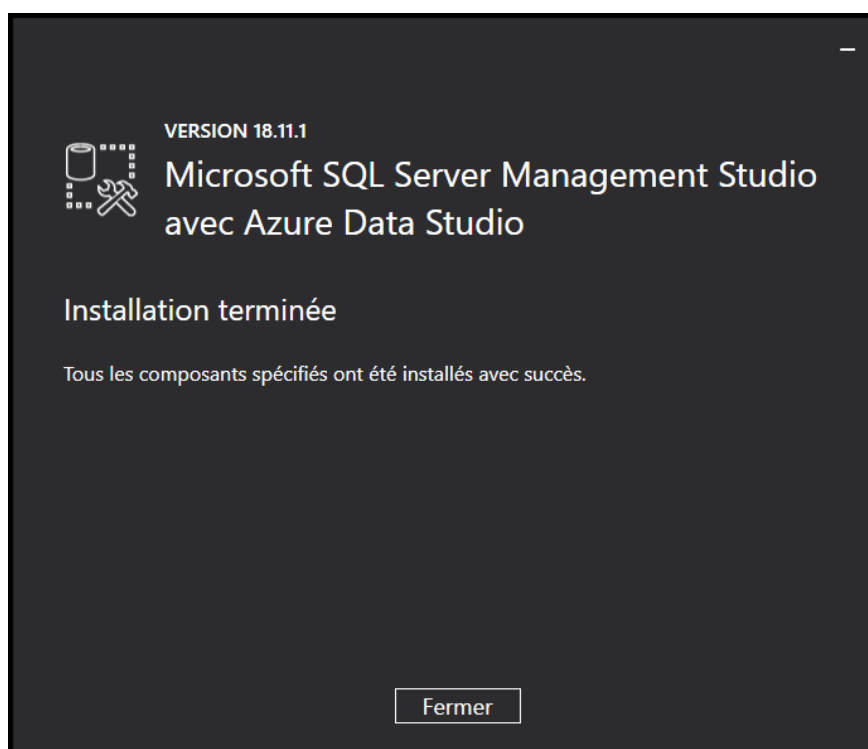 VERSION 18.11.1
Microsoft SQL Server Management Studio
avec Azure Data Studio
Installation terminée
Tous les composants spécifiés ont été installés avec succès.
Fermer